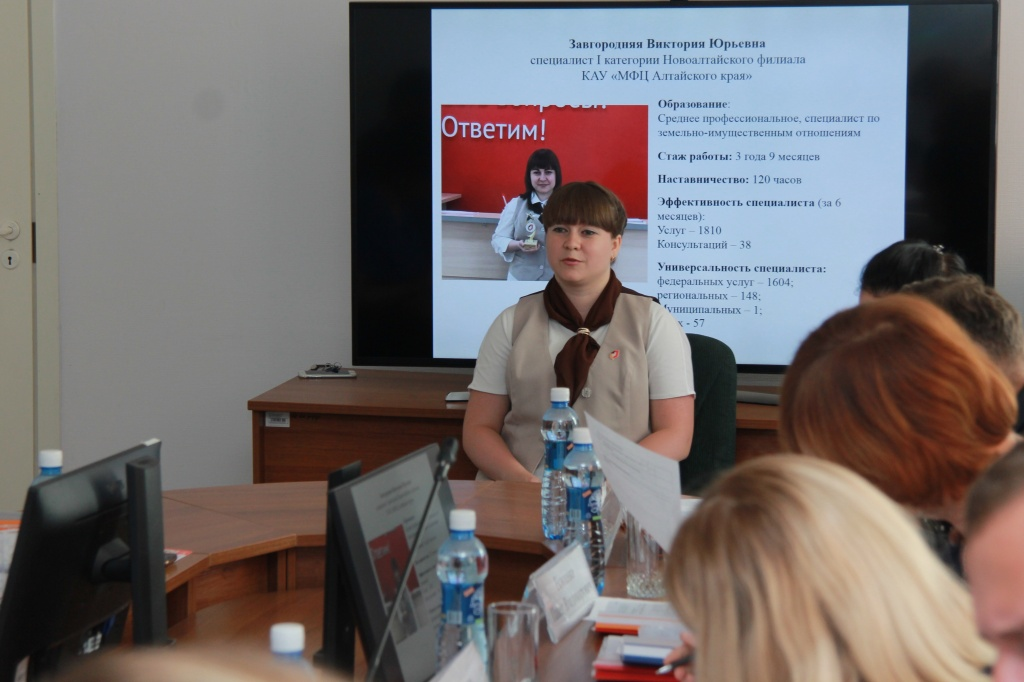 Завгородняя Виктория Юрьевна
специалист I категории Новоалтайского филиала
КАУ «МФЦ Алтайского края»
Ответим!
Образование:
Среднее профессиональное, специалист по
земельно-имущественным отношениям
Стаж работы: 3 года 9 месяцев
Наставничество: 120 часов
Эффективность специалиста (за 6
месяцев):
Услуг – 1810
Консультаций – 38
Универсальность специалиста:
федеральных услуг – 1604;
региональных – 148;
– 1;
- 57